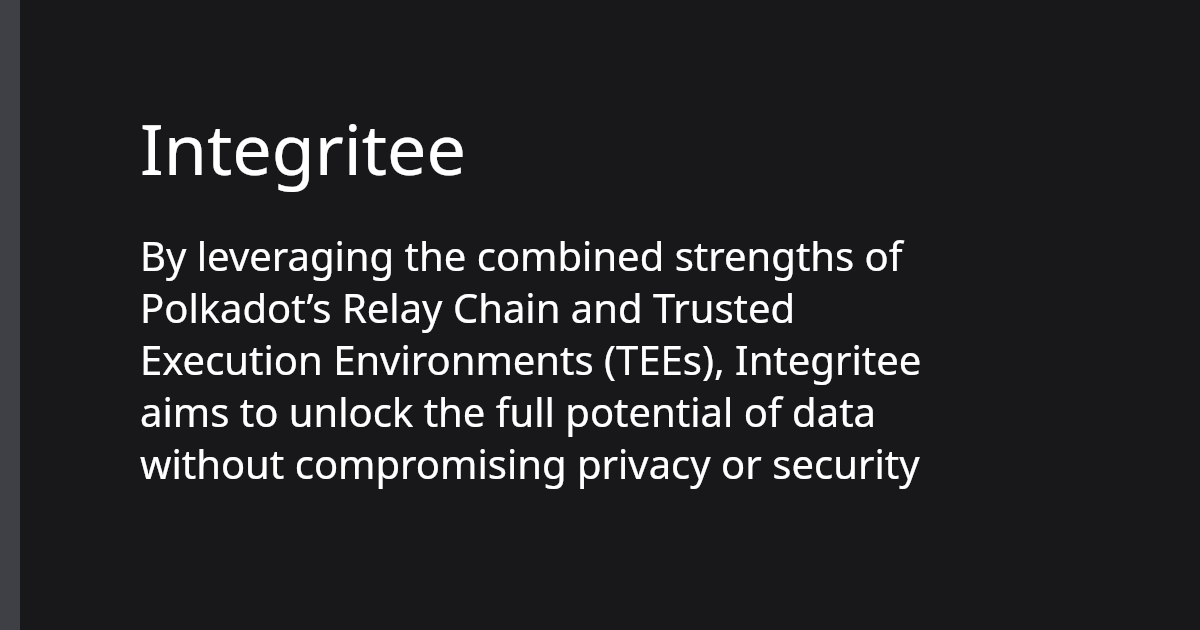 Integritee
By leveraging the combined strengths of
Polkadot’s Relay Chain and Trusted
Execution Environments (TEEs), Integritee
aims to unlock the full potential of data
without compromising privacy or security